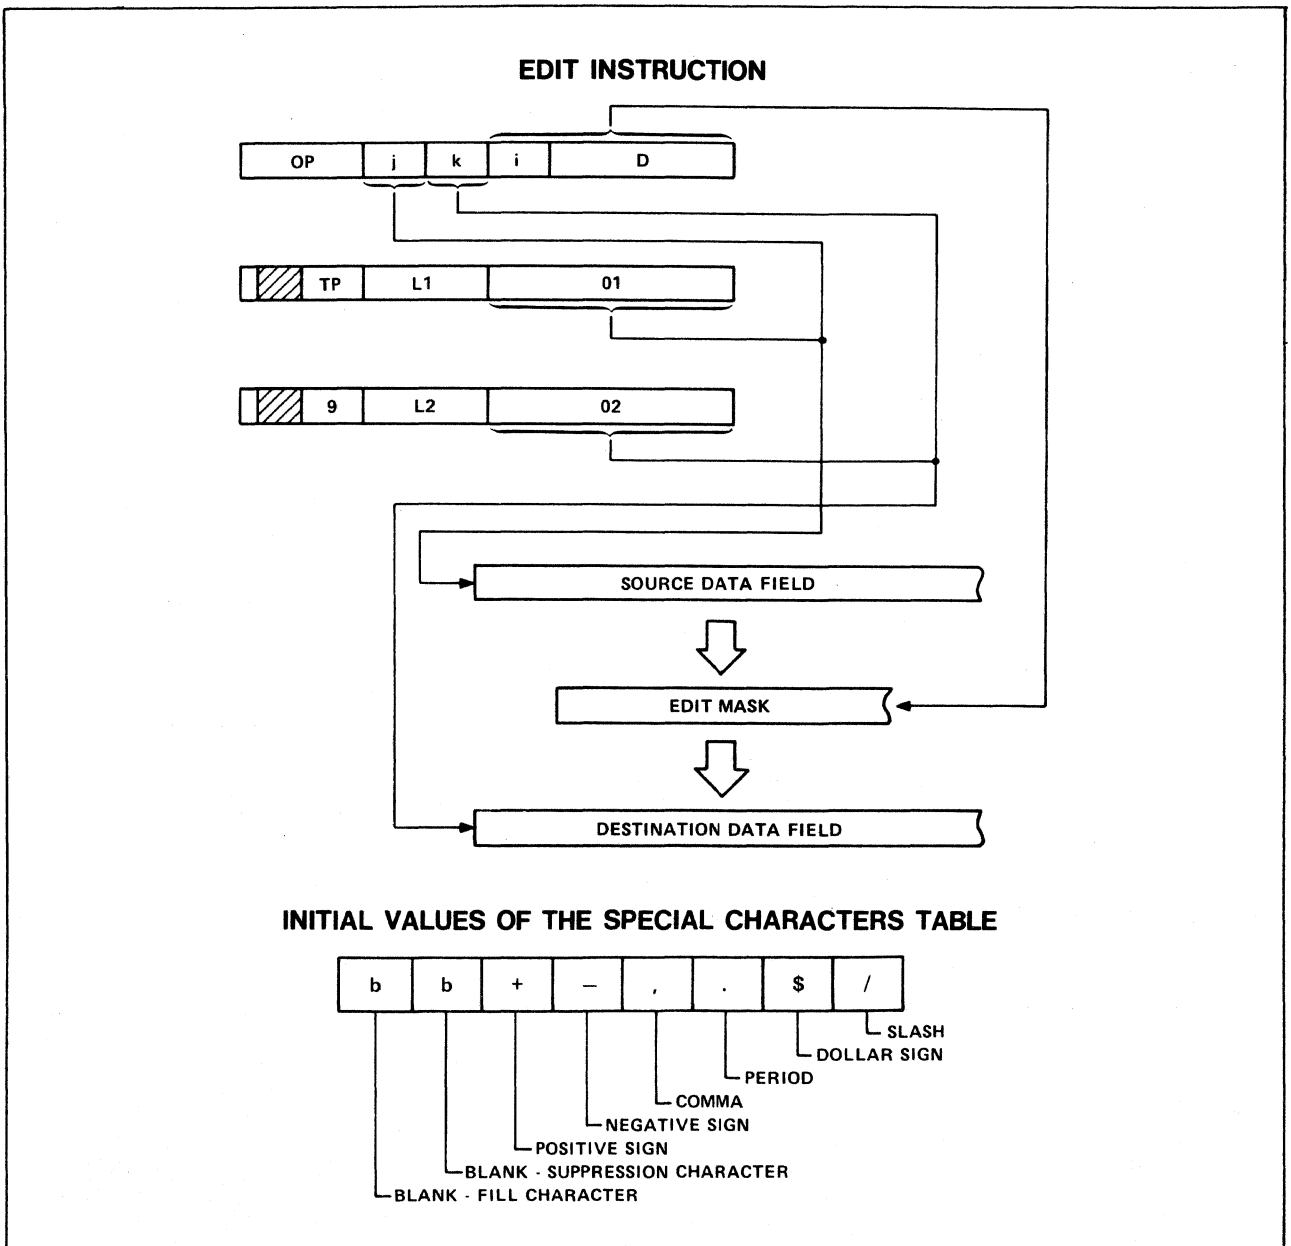 EDIT INSTRUCTION
OP j k i D
TP L1 01
9 L2 02
SOURCE DATA FIELD
EDIT MASK
DESTINATION DATA FIELD
INITIAL VALUES OF THE SPECIAL CHARACTERS TABLE
b b + − , . $ /
SLASH
DOLLAR SIGN
PERIOD
COMMA
NEGATIVE SIGN
POSITIVE SIGN
BLANK - SUPPRESSION CHARACTER
BLANK - FILL CHARACTER